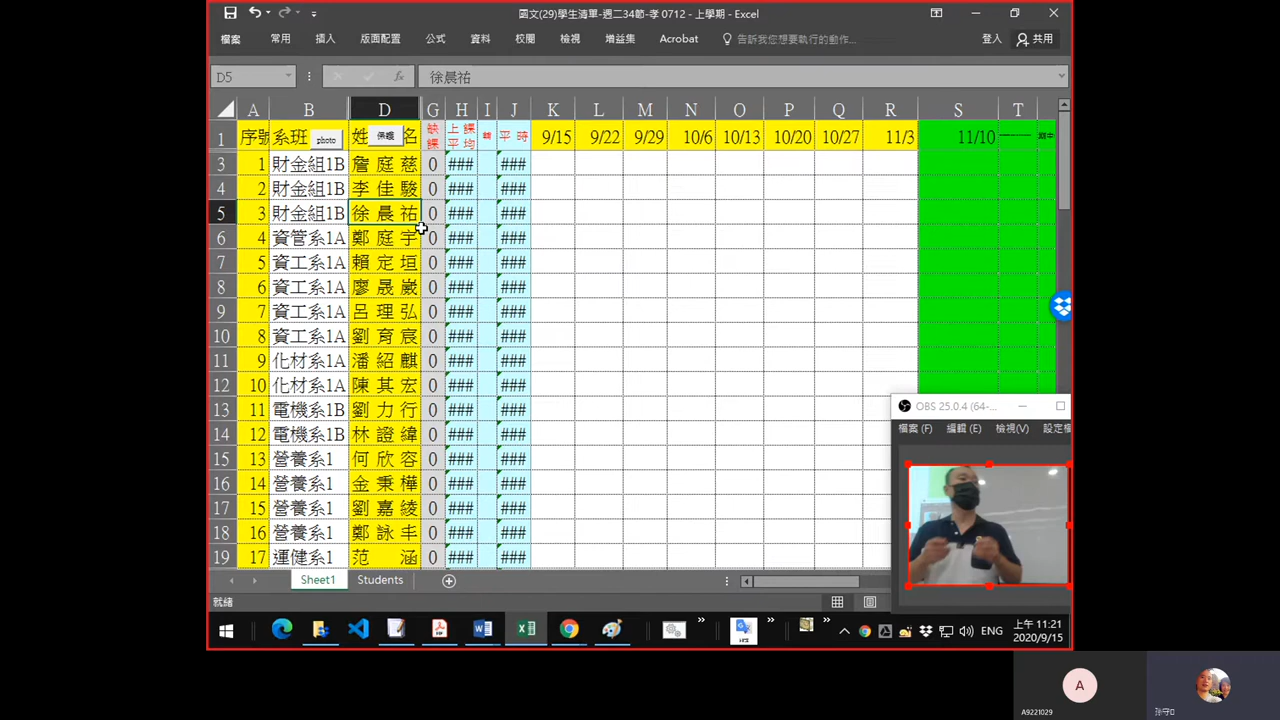 國文(29)學生清單-週二34節-孝 0712 - 上學期 - Excel
檔案 常用 插入 版面配置 公式 資料 校閱 檢視 增益集 Acrobat 告訴我您想要執行的動作... 登入 共用
D5 fx 徐晨祐
A B D G H I J K L M N O P Q R S T
1 序號 系班 photo 姓 保護 名 缺課 上課平均 平時 9/15 9/22 9/29 10/6 10/13 10/20 10/27 11/3 11/10
3 1 財金組1B 詹庭慈 0 ### ###
4 2 財金組1B 李佳駿 0 ### ###
5 3 財金組1B 徐晨祐 0 ### ###
6 4 資管系1A 鄭庭宇 0 ### ###
7 5 資工系1A 賴定垣 0 ### ###
8 6 資工系1A 廖晟嚴 0 ### ###
9 7 資工系1A 呂理弘 0 ### ###
10 8 資工系1A 劉育宸 0 ### ###
11 9 化材系1A 潘紹麒 0 ### ###
12 10 化材系1A 陳其宏 0 ### ###
13 11 電機系1B 劉力行 0 ### ###
14 12 電機系1B 林證緯 0 ### ###
15 13 營養系1 何欣容 0 ### ###
16 14 營養系1 金秉樺 0 ### ###
17 15 營養系1 劉嘉綾 0 ### ###
18 16 營養系1 鄭詠丰 0 ### ###
19 17 運健系1 范涵 0 ### ###
OBS 25.0.4 (64-...
檔案(F) 編輯(E) 檢視(V) 設定檔
Sheet1 Students
就緒
ENG 上午 11:21
2020/9/15
A
A9221029